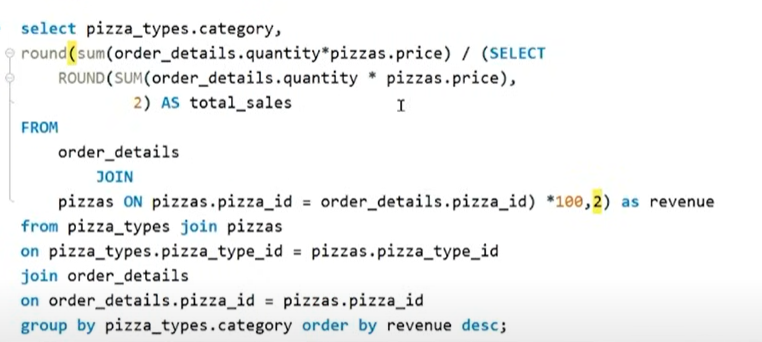 select pizza_types.category,
round(sum(order_details.quantity*pizzas.price) / (SELECT
ROUND(SUM(order_details.quantity * pizzas.price),
2) AS total_sales
FROM
order_details
JOIN
pizzas ON pizzas.pizza_id = order_details.pizza_id) *100,2) as revenue
from pizza_types join pizzas
on pizza_types.pizza_type_id = pizzas.pizza_type_id
join order_details
on order_details.pizza_id = pizzas.pizza_id
group by pizza_types.category order by revenue desc;